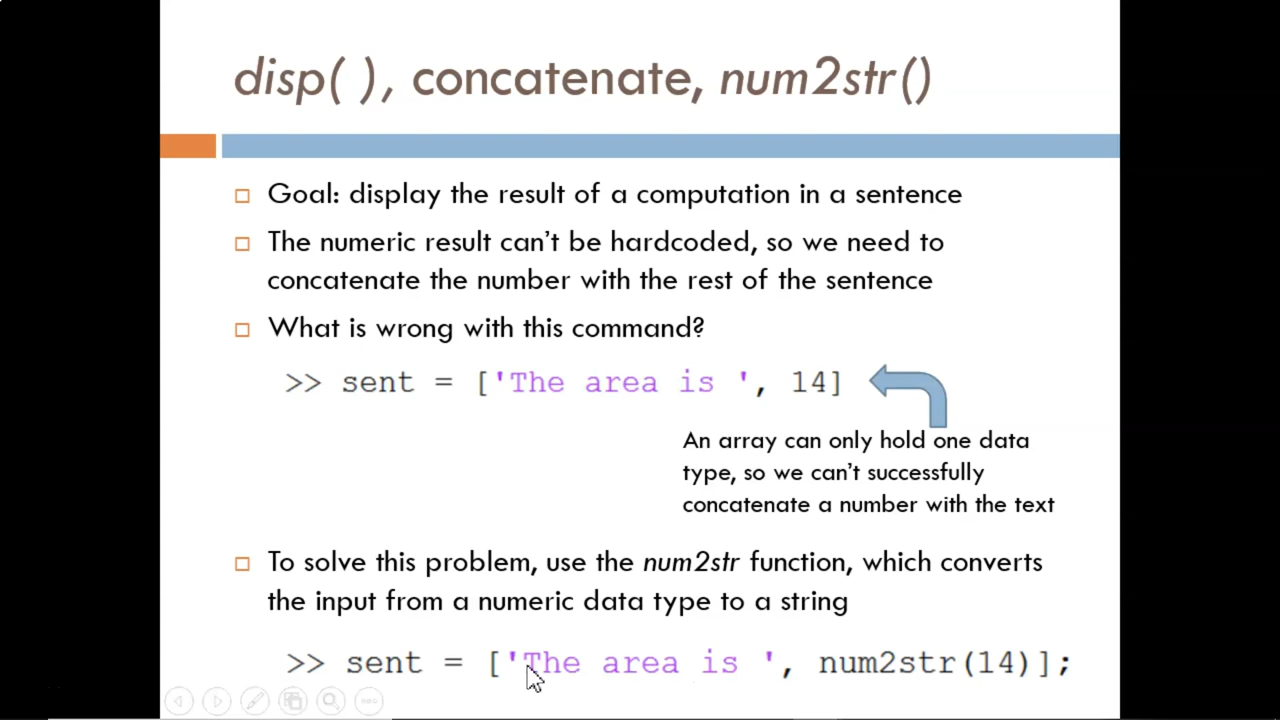 disp( ), concatenate, num2str()
Goal: display the result of a computation in a sentence
The numeric result can't be hardcoded, so we need to
concatenate the number with the rest of the sentence
What is wrong with this command?
>> sent = ['The area is ', 14]
An array can only hold one data
type, so we can't successfully
concatenate a number with the text
To solve this problem, use the num2str function, which converts
the input from a numeric data type to a string
>> sent = ['The area is ', num2str(14)];